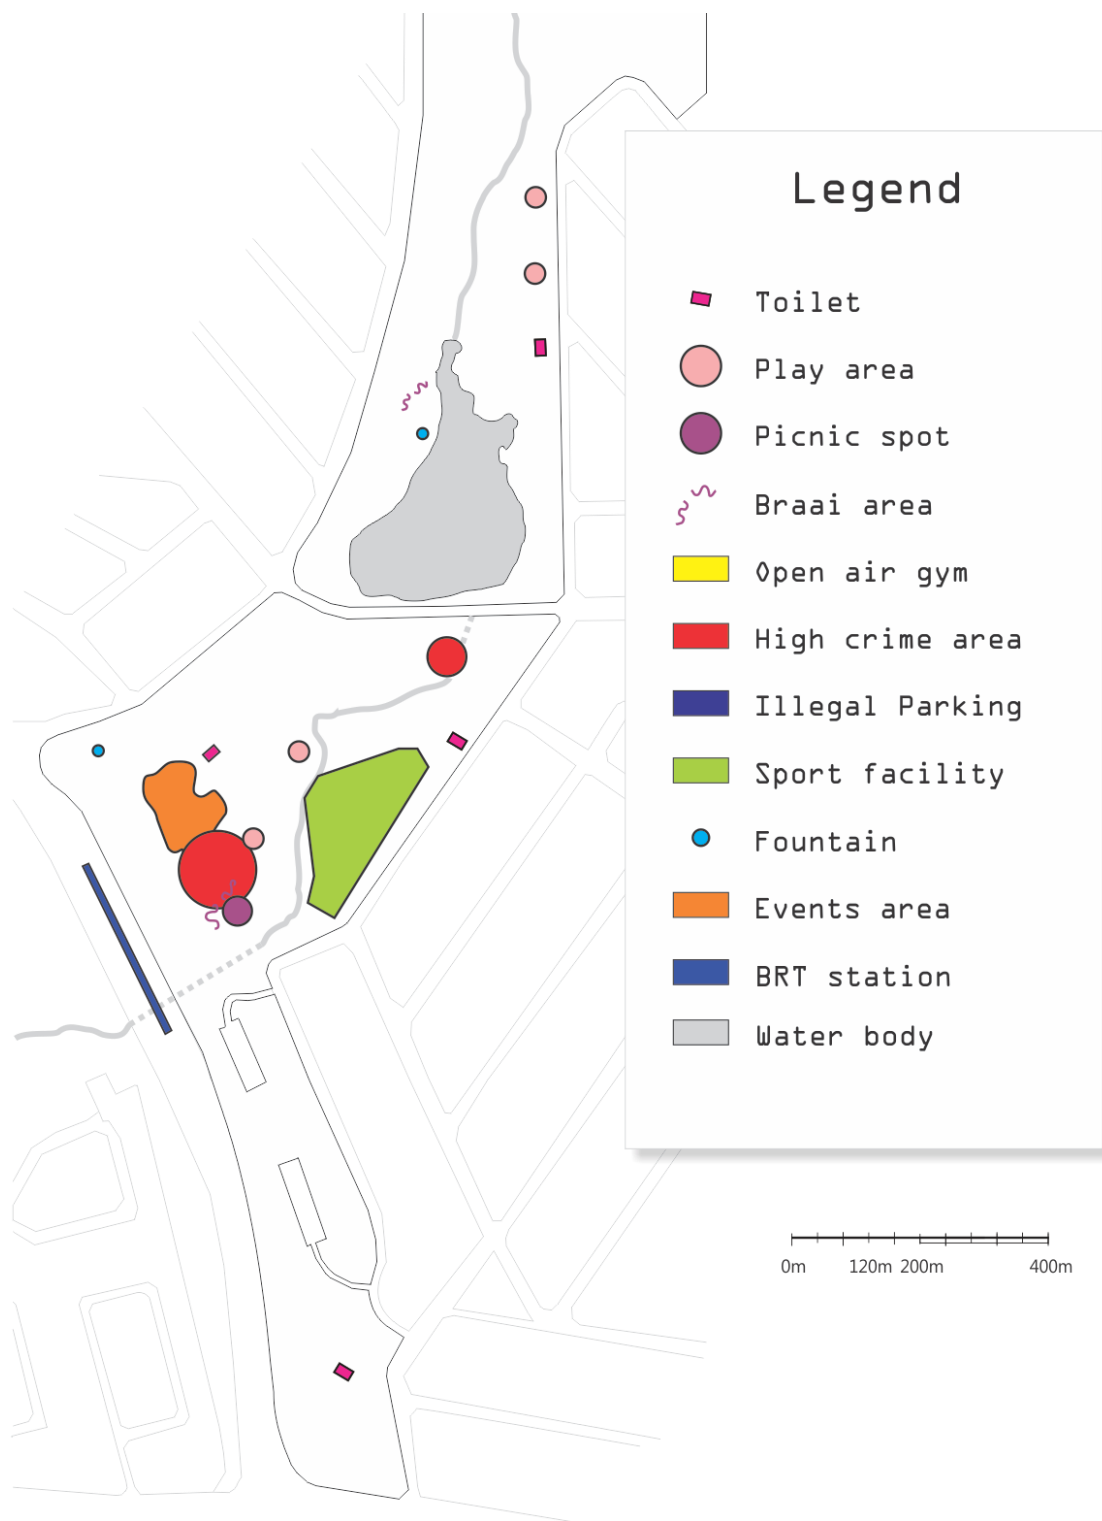 Legend
Toilet
Play area
Picnic spot
Braai area
Open air gym
High crime area
Illegal Parking
Sport facility
Fountain
Events area
BRT station
Water body
0m 120m 200m 400m